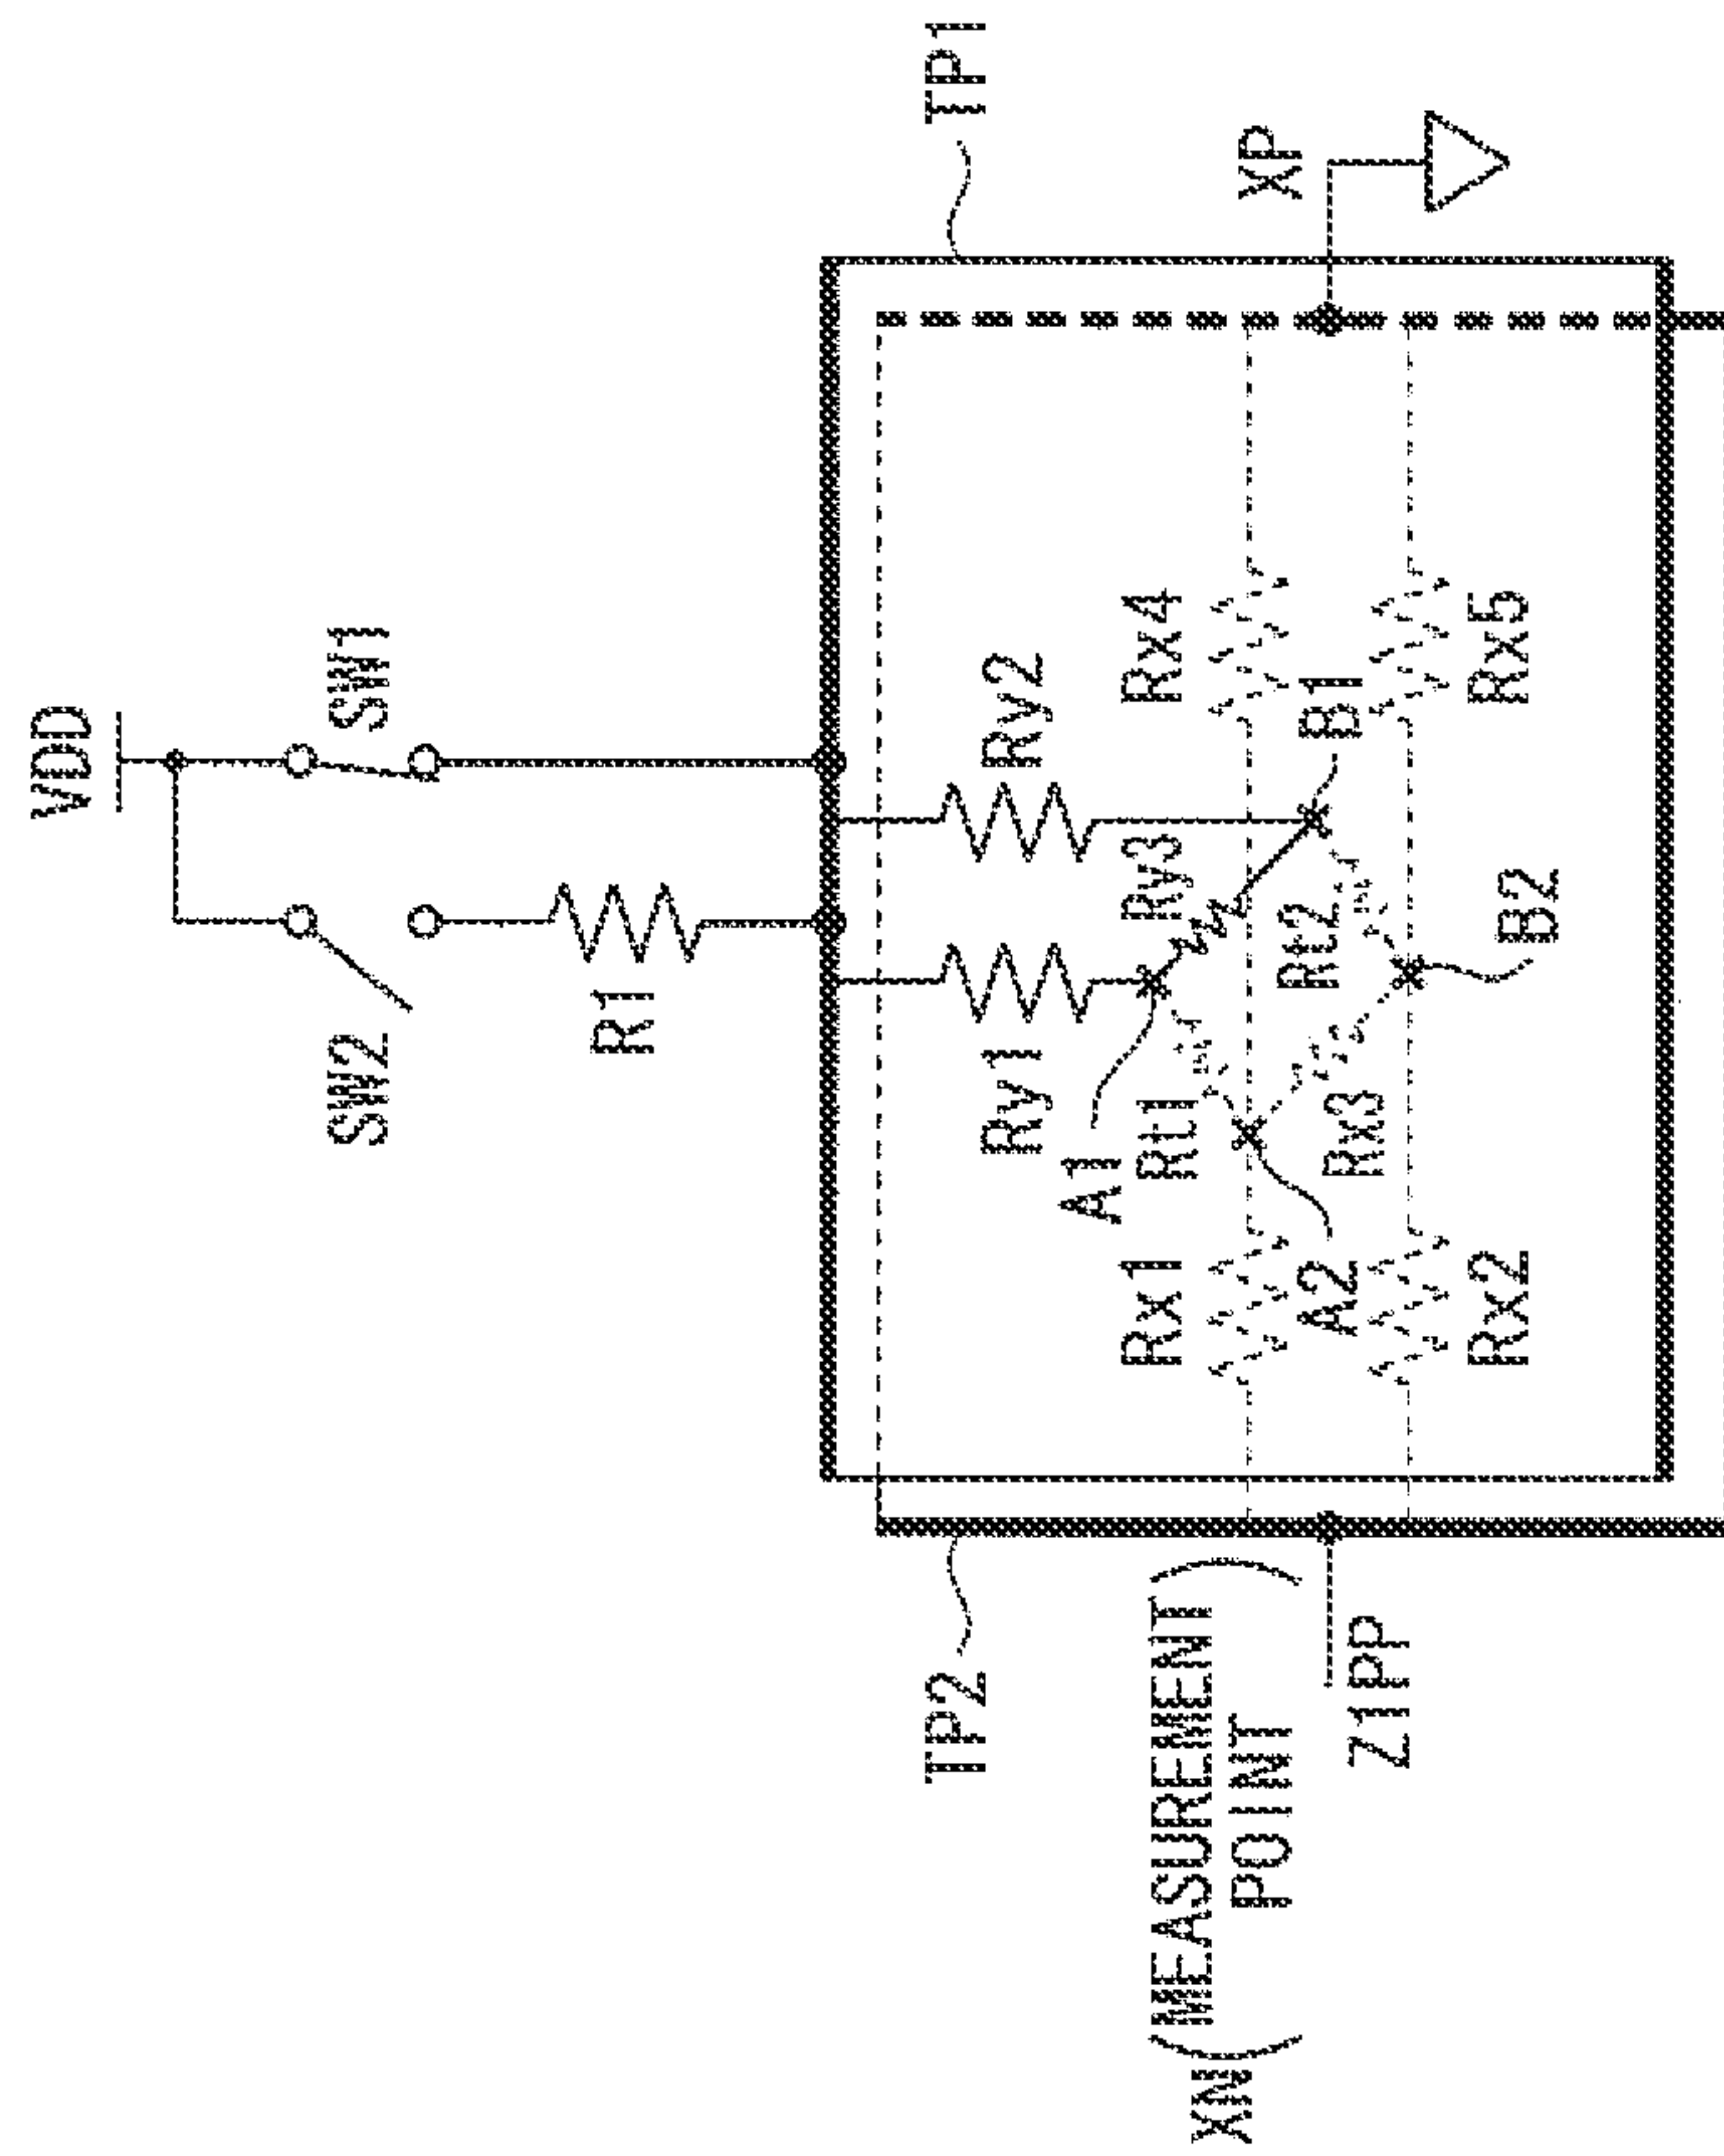 VDD
SW2
SW1
R1
TP2
TP1
Ry1
Ry2
A1
Rt1
Ry3
Rx1
Rx4
XN
(MEASUREMENT
POINT)
XP
A2
Rt2
B1
Z1PP
Rx3
Rx2
B2
Rx5